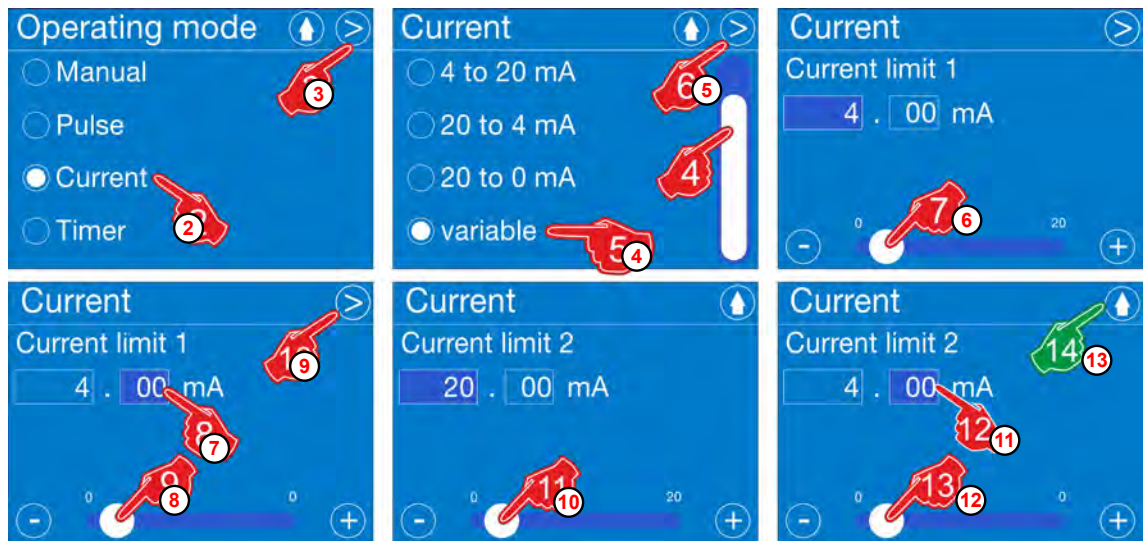 Operating mode >
Manual
3
Pulse
Current
2
Timer
Current >
4 to 20 mA
6 5
20 to 4 mA
4
20 to 0 mA
variable
5 4
Current >
Current limit 1
4 . 00 mA
7 6
0 20
- +
Current >
Current limit 1
9
4 . 00 mA
8 7
9 8
0 0
- +
Current
Current limit 2
20 . 00 mA
11 10
0 20
- +
Current
Current limit 2
14 13
4 . 00 mA
12 11
13 12
0 0
- +